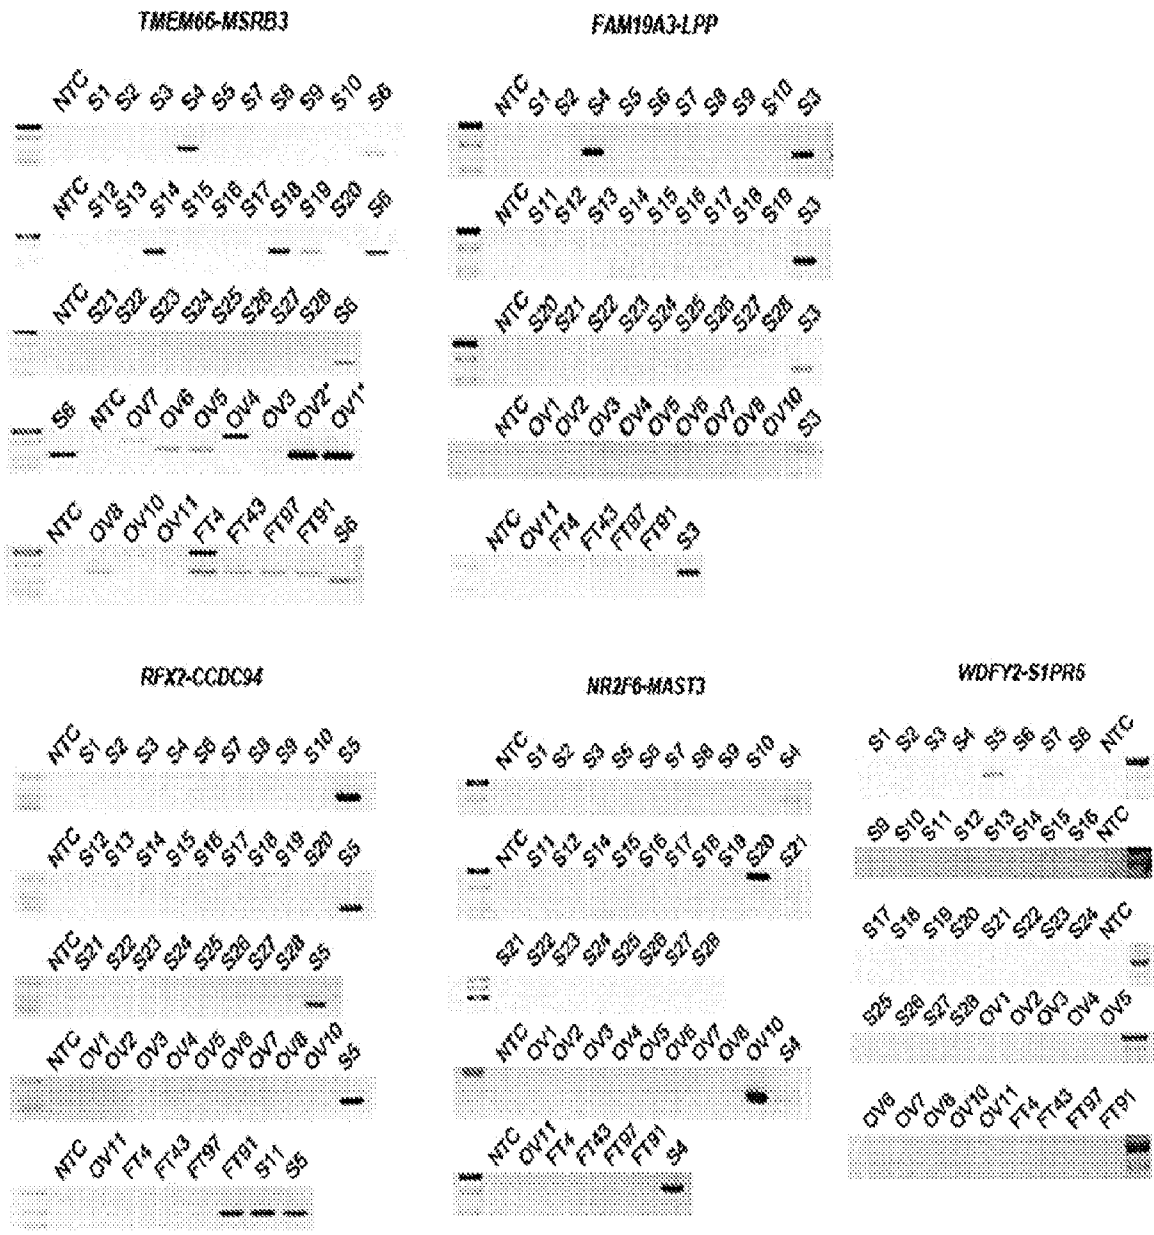 TMEM66-MSRB3
NTC S1 S2 S3 S4 S5 S7 S8 S9 S10 S6
NTC S12 S13 S14 S15 S16 S17 S18 S19 S20 S6
NTC S21 S22 S23 S24 S25 S26 S27 S28 S6
S6 NTC OV7 OV6 OV5 OV4 OV3 OV2* OV1*
NTC OV8 OV10 OV11 FT4 FT43 FT97 FT91 S6
FAM19A3-LPP
NTC S1 S2 S4 S5 S6 S7 S8 S9 S10 S3
NTC S11 S12 S13 S14 S15 S16 S17 S18 S19 S3
NTC S20 S21 S22 S23 S24 S25 S26 S27 S28 S3
NTC OV1 OV2 OV3 OV4 OV5 OV6 OV7 OV8 OV10 S3
NTC OV11 FT4 FT43 FT97 FT91 S3
RFX2-CCDC94
NTC S1 S2 S3 S4 S6 S7 S8 S9 S10 S5
NTC S12 S13 S14 S15 S16 S17 S18 S19 S20 S5
NTC S21 S22 S23 S24 S25 S26 S27 S28 S5
NTC OV1 OV2 OV3 OV4 OV5 OV6 OV7 OV8 OV10 S5
NTC OV11 FT4 FT43 FT97 FT91 S11 S5
NR2F6-MAST3
NTC S1 S2 S3 S5 S6 S7 S8 S9 S10 S4
NTC S11 S12 S14 S15 S16 S17 S18 S19 S20 S21
S21 S22 S23 S24 S25 S26 S27 S28
NTC OV1 OV2 OV3 OV4 OV5 OV6 OV7 OV8 OV10 S4
NTC OV11 FT4 FT43 FT97 FT91 S4
WDFY2-S1PR5
S1 S2 S3 S4 S5 S6 S7 S8 NTC
S9 S10 S11 S12 S13 S14 S15 S16 NTC
S17 S18 S19 S20 S21 S22 S23 S24 NTC
S25 S26 S27 S28 OV1 OV2 OV3 OV4 OV5
OV6 OV7 OV8 OV10 OV11 FT4 FT43 FT97 FT91